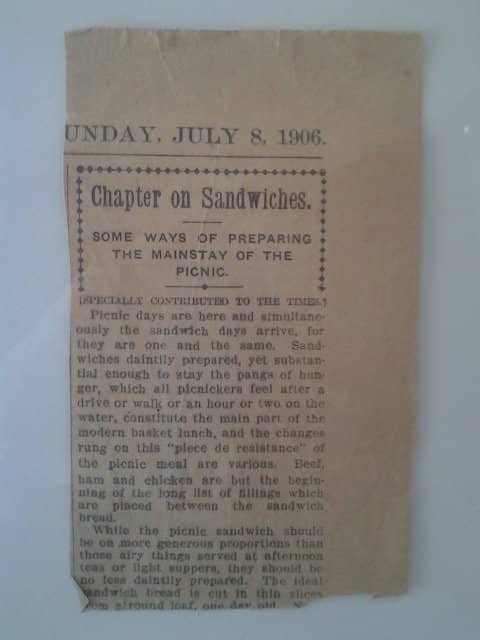 UNDAY, JULY 8, 1906.
Chapter on Sandwiches.
SOME WAYS OF PREPARING
THE MAINSTAY OF THE
PICNIC.
[SPECIALLY CONTRIBUTED TO THE TIMES.]
Picnic days are here and simultane-
ously the sandwich days arrive, for
they are one and the same. Sand-
wiches daintily prepared, yet substan-
tial enough to stay the pangs of hun-
ger, which all picnickers feel after a
drive or walk or an hour or two on the
water, constitute the main part of the
modern basket lunch, and the changes
rung on this "piece de resistance" of
the picnic meal are various. Beef,
ham and chicken are but the begin-
ning of the long list of fillings which
are placed between the sandwich
bread.
While the picnic sandwich should
be on more generous proportions than
those airy things served at afternoon
teas or light suppers, they should be
no less daintily prepared. The ideal
sandwich bread is cut in thin slices
from a round loaf, one day old.